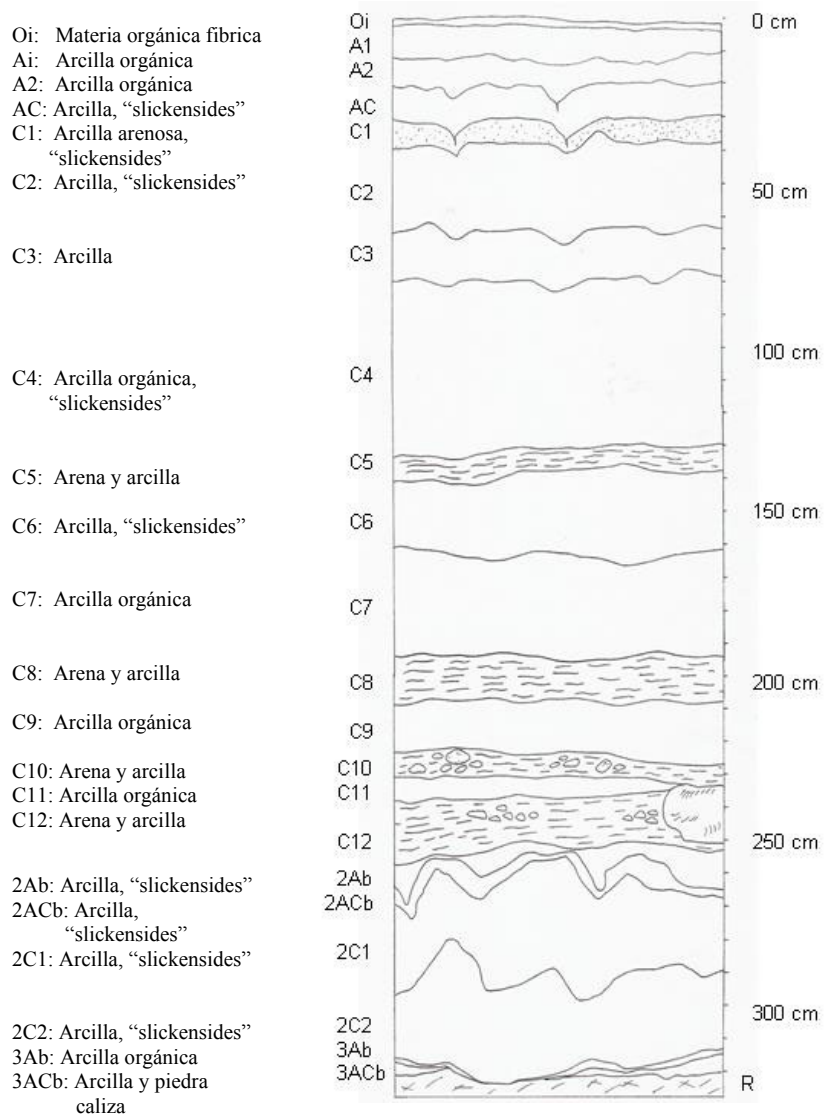 Oi: Materia orgánica fibrica
Ai: Arcilla orgánica
A2: Arcilla orgánica
AC: Arcilla, “slickensides”
C1: Arcilla arenosa,
“slickensides”
C2: Arcilla, “slickensides”
C3: Arcilla
C4: Arcilla orgánica,
“slickensides”
C5: Arena y arcilla
C6: Arcilla, “slickensides”
C7: Arcilla orgánica
C8: Arena y arcilla
C9: Arcilla orgánica
C10: Arena y arcilla
C11: Arcilla orgánica
C12: Arena y arcilla
2Ab: Arcilla, “slickensides”
2ACb: Arcilla,
“slickensides”
2C1: Arcilla, “slickensides”
2C2: Arcilla, “slickensides”
3Ab: Arcilla orgánica
3ACb: Arcilla y piedra
caliza
Oi
A1
A2
AC
C1
C2
C3
C4
C5
C6
C7
C8
C9
C10
C11
C12
2Ab
2ACb
2C1
2C2
3Ab
3ACb
0 cm
50 cm
100 cm
150 cm
200 cm
250 cm
300 cm
R